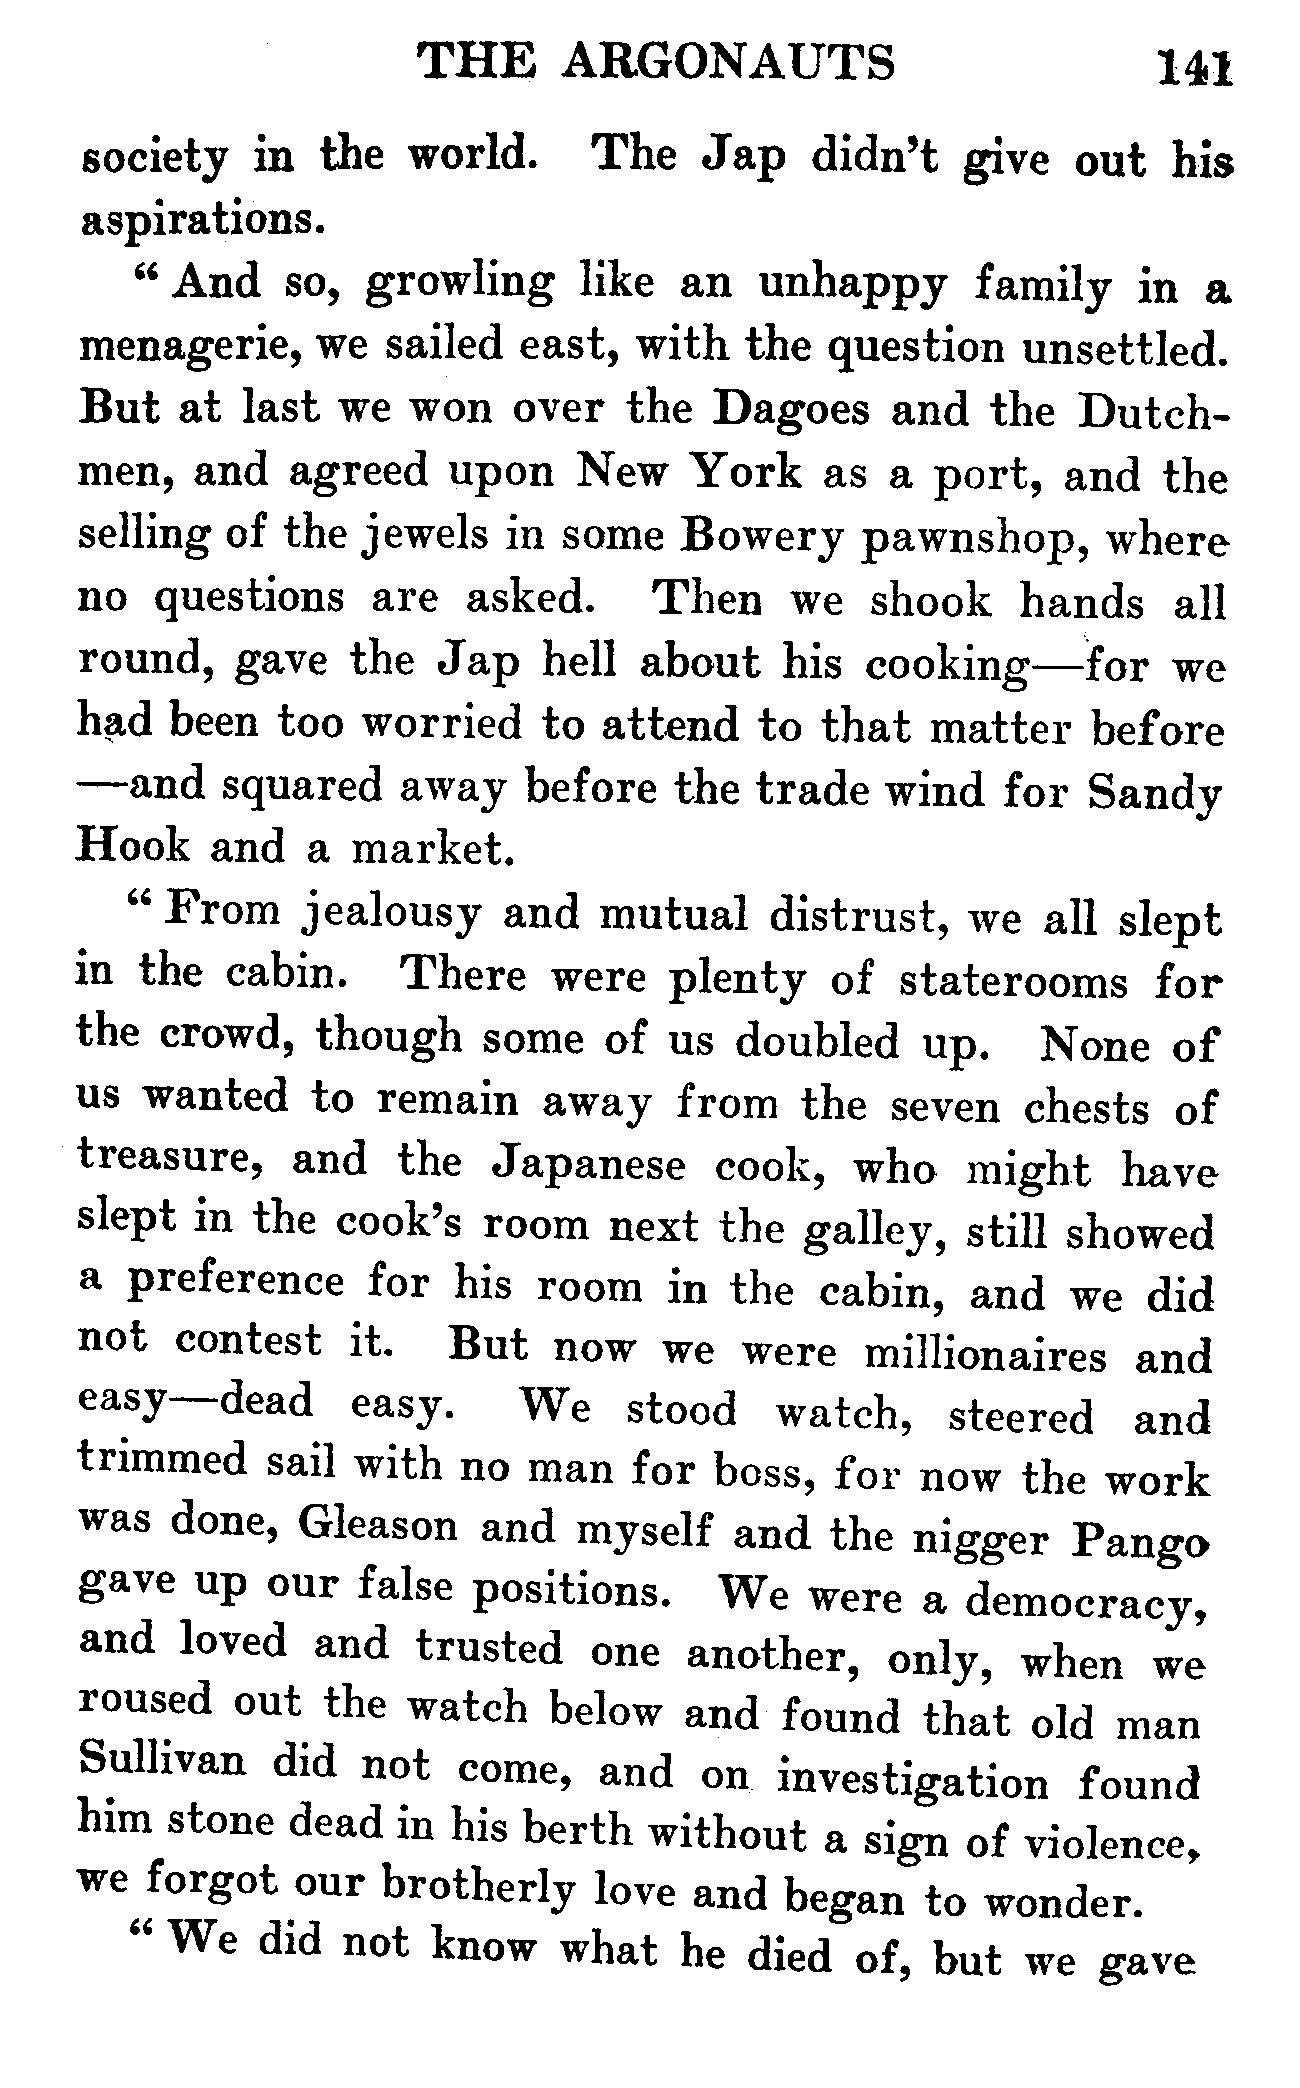 THE ARGONAUTS 141
society in the world. The Jap didn't give out his
aspirations.
" And so, growling like an unhappy family in a
menagerie, we sailed east, with the question unsettled.
But at last we won over the Dagoes and the Dutch-
men, and agreed upon New York as a port, and the
selling of the jewels in some Bowery pawnshop, where
no questions are asked. Then we shook hands all
round, gave the Jap hell about his cooking—for we
had been too worried to attend to that matter before
—and squared away before the trade wind for Sandy
Hook and a market.
" From jealousy and mutual distrust, we all slept
in the cabin. There were plenty of staterooms for
the crowd, though some of us doubled up. None of
us wanted to remain away from the seven chests of
treasure, and the Japanese cook, who might have
slept in the cook's room next the galley, still showed
a preference for his room in the cabin, and we did
not contest it. But now we were millionaires and
easy—dead easy. We stood watch, steered and
trimmed sail with no man for boss, for now the work
was done, Gleason and myself and the nigger Pango
gave up our false positions. We were a democracy,
and loved and trusted one another, only, when we
roused out the watch below and found that old man
Sullivan did not come, and on investigation found
him stone dead in his berth without a sign of violence,
we forgot our brotherly love and began to wonder.
" We did not know what he died of, but we gave